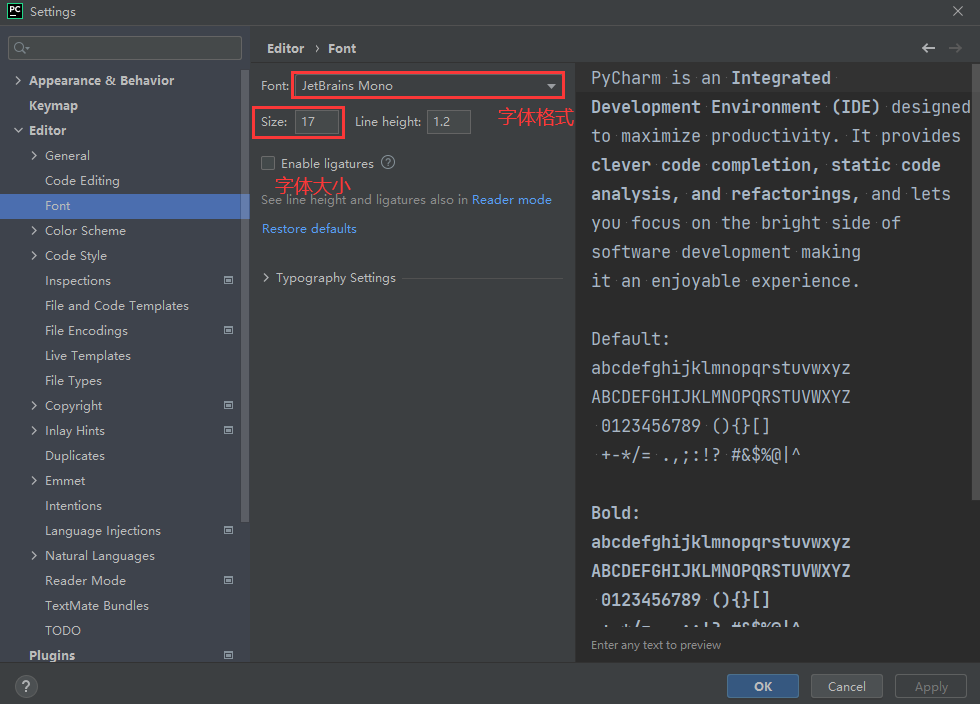 PC Settings
Appearance & Behavior
Keymap
Editor
General
Code Editing
Font
Color Scheme
Code Style
Inspections
File and Code Templates
File Encodings
Live Templates
File Types
Copyright
Inlay Hints
Duplicates
Emmet
Intentions
Language Injections
Natural Languages
Reader Mode
TextMate Bundles
TODO
Plugins
Editor › Font
Font: JetBrains Mono
字体格式
Size: 17 Line height: 1.2
Enable ligatures ?
字体大小
See line height and ligatures also in Reader mode
Restore defaults
Typography Settings
PyCharm is an Integrated
Development Environment (IDE) designed
to maximize productivity. It provides
clever code completion, static code
analysis, and refactorings, and lets
you focus on the bright side of
software development making
it an enjoyable experience.
Default:
abcdefghijklmnopqrstuvwxyz
ABCDEFGHIJKLMNOPQRSTUVWXYZ
0123456789 (){}[]
+-*/= .,;:!? #&$%@|^
Bold:
abcdefghijklmnopqrstuvwxyz
ABCDEFGHIJKLMNOPQRSTUVWXYZ
0123456789 (){}[]
Enter any text to preview
?
OK Cancel Apply